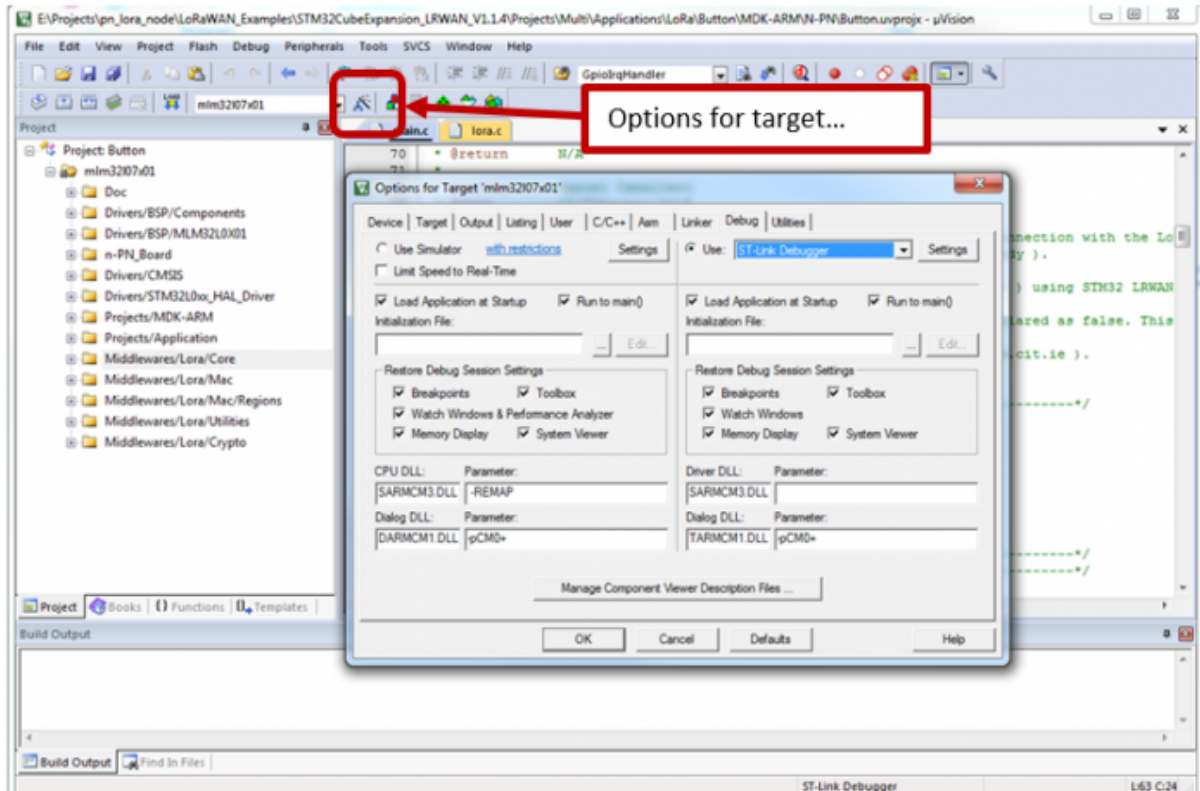 E:\Projects\pn_lora_node\LoRaWAN_Examples\STM32CubeExpansion_LRWAN_V1.1.4\Projects\Multi\Applications\LoRa\Button\MDK-ARM\N-PN\Button.uvprojx - µVision
File Edit View Project Flash Debug Peripherals Tools SVCS Window Help
GpioIrqHandler
mlm32l07x01
Options for target...
Project
main.c lora.c
Project: Button
70 * @return N/A
mlm32l07x01
71
Options for Target 'mlm32l07x01'
Doc
Drivers/BSP/Components
Drivers/BSP/MLM32L0X01
n-PN_Board
Drivers/CMSIS
Drivers/STM32L0xx_HAL_Driver
Projects/MDK-ARM
Projects/Application
Middlewares/Lora/Core
Middlewares/Lora/Mac
Middlewares/Lora/Mac/Regions
Middlewares/Lora/Utilities
Middlewares/Lora/Crypto
Device Target Output Listing User C/C++ Asm Linker Debug Utilities
Use Simulator with restrictions Settings Use: ST-Link Debugger Settings
Limit Speed to Real-Time
Load Application at Startup Run to main() Load Application at Startup Run to main()
Initialization File: Initialization File:
... Edit... ... Edit...
Restore Debug Session Settings Restore Debug Session Settings
Breakpoints Toolbox Breakpoints Toolbox
Watch Windows & Performance Analyzer Watch Windows
Memory Display System Viewer Memory Display System Viewer
CPU DLL: Parameter: Driver DLL: Parameter:
SARMCM3.DLL -REMAP SARMCM3.DLL
Dialog DLL: Parameter: Dialog DLL: Parameter:
DARMCM1.DLL -pCM0+ TARMCM1.DLL -pCM0+
Manage Component Viewer Description Files ...
OK Cancel Defaults Help
nnection with the Lo
dy ).
) using STM32 LRWAN
lared as false. This
.cit.ie ).
---------*/
---------*/
---------*/
Project Books {} Functions Templates
Build Output
Build Output Find In Files
ST-Link Debugger L:63 C:24